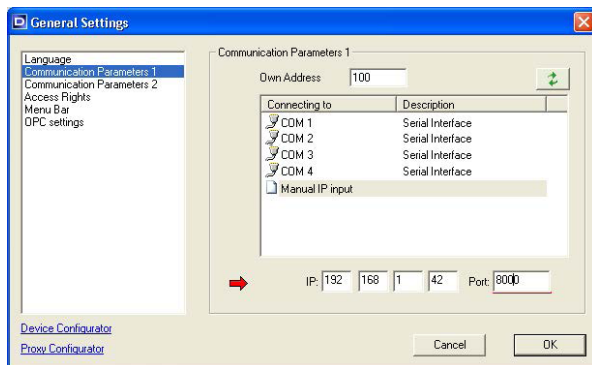 General Settings
Language
Communication Parameters 1
Communication Parameters 2
Access Rights
Menu Bar
OPC settings
Communication Parameters 1
Own Address 100
Connecting to Description
COM 1 Serial Interface
COM 2 Serial Interface
COM 3 Serial Interface
COM 4 Serial Interface
Manual IP input
IP: 192 168 1 42 Port: 8000
Device Configurator
Proxy Configurator
Cancel OK